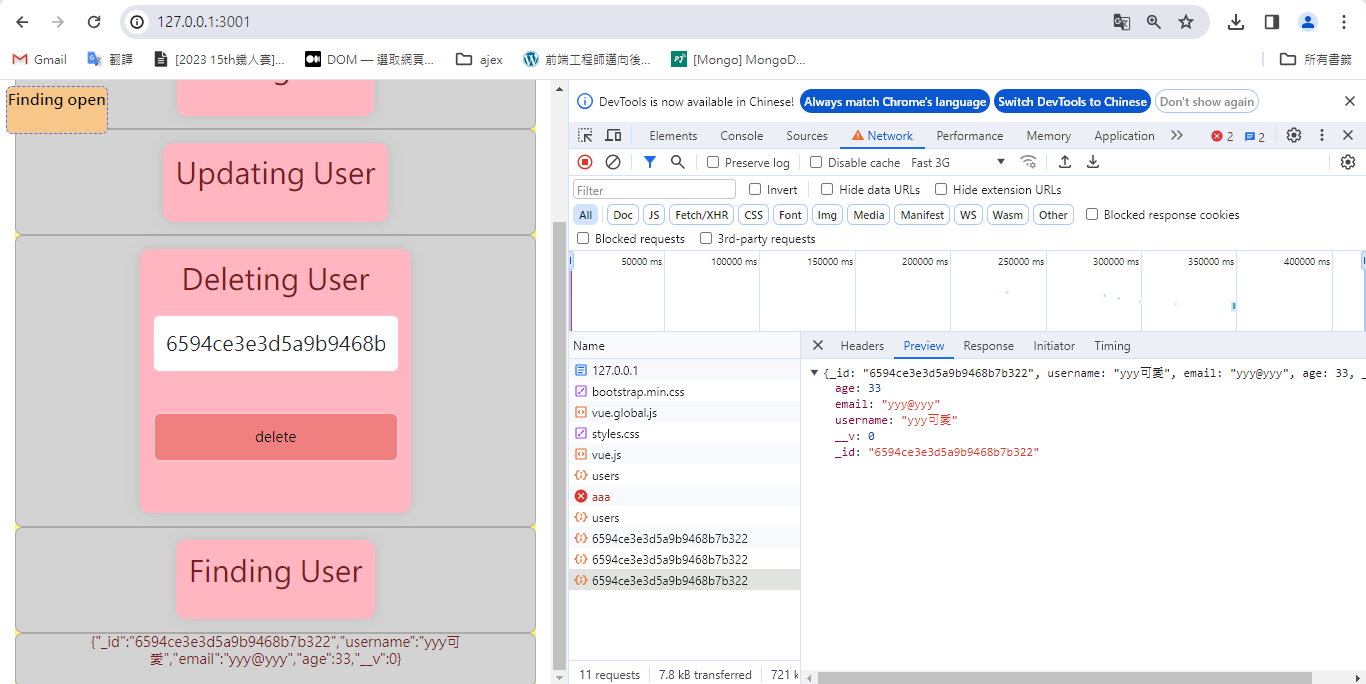 127.0.0.1:3001
Gmail
翻譯
[2023 15th鐵人賽]...
DOM — 選取網頁...
ajex
前端工程師邁向後...
[Mongo] MongoD...
所有書籤
Finding open
Updating User
Deleting User
6594ce3e3d5a9b9468b
delete
Finding User
{"_id":"6594ce3e3d5a9b9468b7b322","username":"yyy可
愛","email":"yyy@yyy","age":33,"__v":0}
DevTools is now available in Chinese! Always match Chrome's language Switch DevTools to Chinese Don't show again
Elements Console Sources Network Performance Memory Application 2 2
Preserve log Disable cache Fast 3G
Filter Invert Hide data URLs Hide extension URLs
All Doc JS Fetch/XHR CSS Font Img Media Manifest WS Wasm Other Blocked response cookies
Blocked requests 3rd-party requests
50000 ms 100000 ms 150000 ms 200000 ms 250000 ms 300000 ms 350000 ms 400000 ms
Name
127.0.0.1
bootstrap.min.css
vue.global.js
styles.css
vue.js
users
aaa
users
6594ce3e3d5a9b9468b7b322
6594ce3e3d5a9b9468b7b322
6594ce3e3d5a9b9468b7b322
11 requests 7.8 kB transferred 721 k
Headers Preview Response Initiator Timing
{_id: "6594ce3e3d5a9b9468b7b322", username: "yyy可愛", email: "yyy@yyy", age: 33, _
age: 33
email: "yyy@yyy"
username: "yyy可愛"
__v: 0
_id: "6594ce3e3d5a9b9468b7b322"